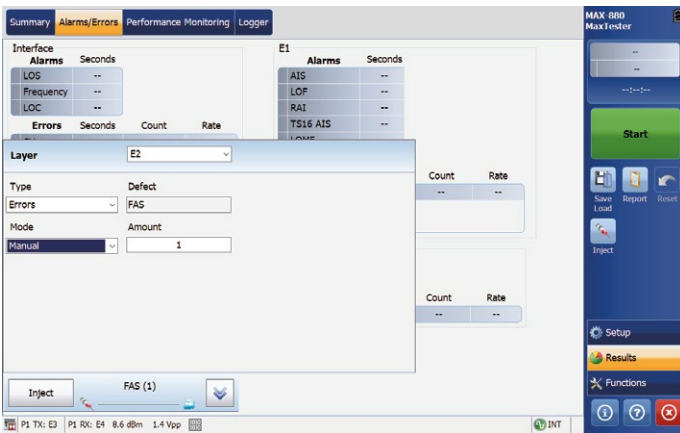 Summary Alarms/Errors Performance Monitoring Logger
MAX-880
MaxTester
Interface
Alarms Seconds
LOS --
Frequency --
LOC --
Errors Seconds Count Rate
E1
Alarms Seconds
AIS --
LOF --
RAI --
TS16 AIS --
LOMF
Count Rate
-- --
Count Rate
-- --
Layer E2
Type Defect
Errors FAS
Mode Amount
Manual 1
Inject FAS (1)
--
--
--:--:--
Start
Save Load
Report
Reset
Inject
Setup
Results
Functions
P1 TX: E3 P1 RX: E4 8.6 dBm 1.4 Vpp
INT